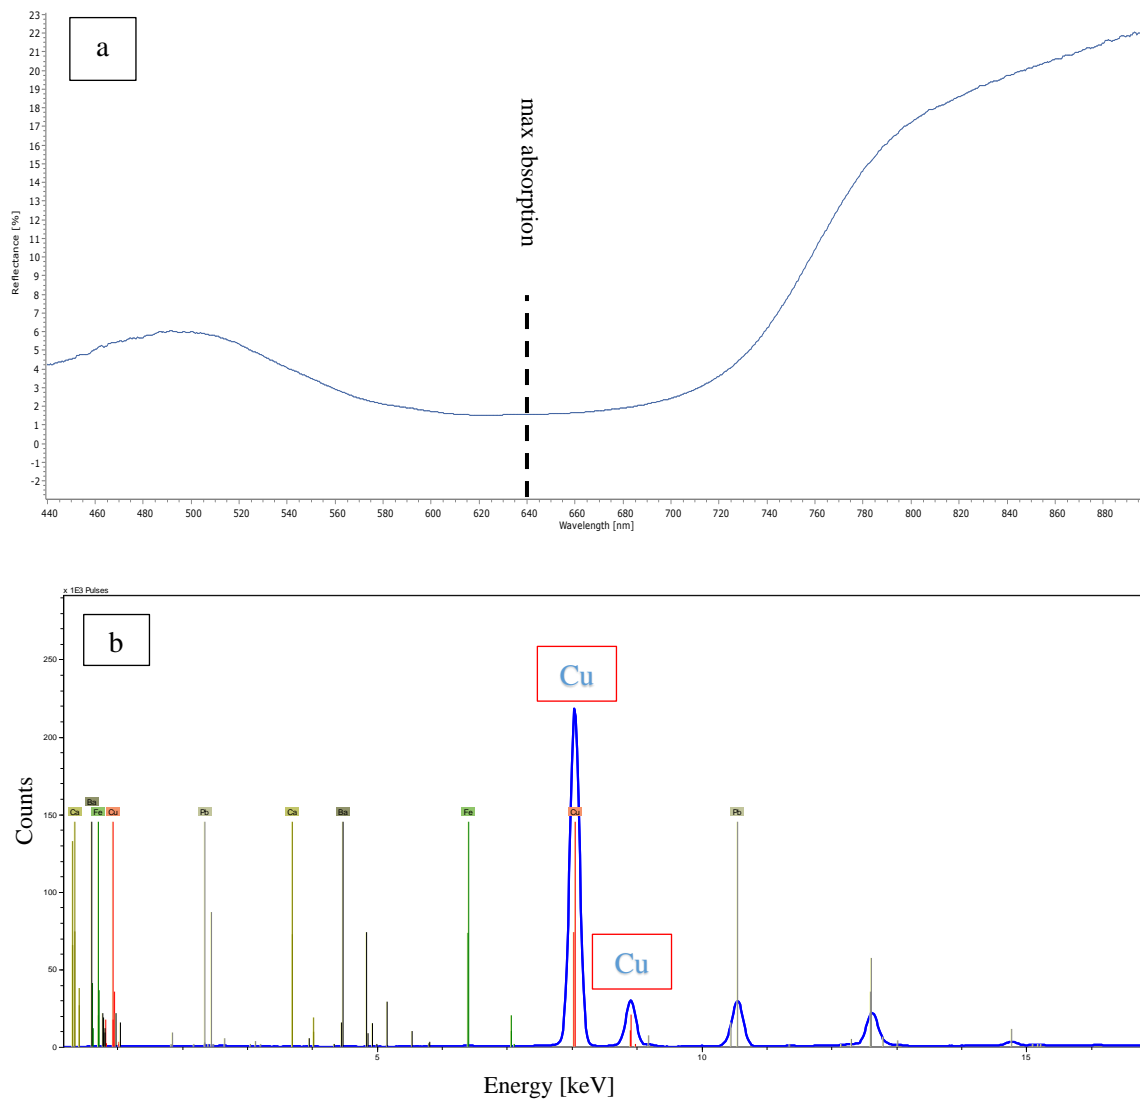 a
23
22
21
20
19
18
17
16
15
14
13
12
11
10
9
8
7
6
5
4
3
2
1
0
-1
-2
Reflectance [%]
max absorption
440 460 480 500 520 540 560 580 600 620 640 660 680 700 720 740 760 780 800 820 840 860 880
Wavelength [nm]
x 1E3 Pulses
b
250
200
150
100
50
0
Counts
Cu
Cu
Ba
Ca Fe Cu Pb Ca Ba Fe Cu Pb
5 10 15
Energy [keV]